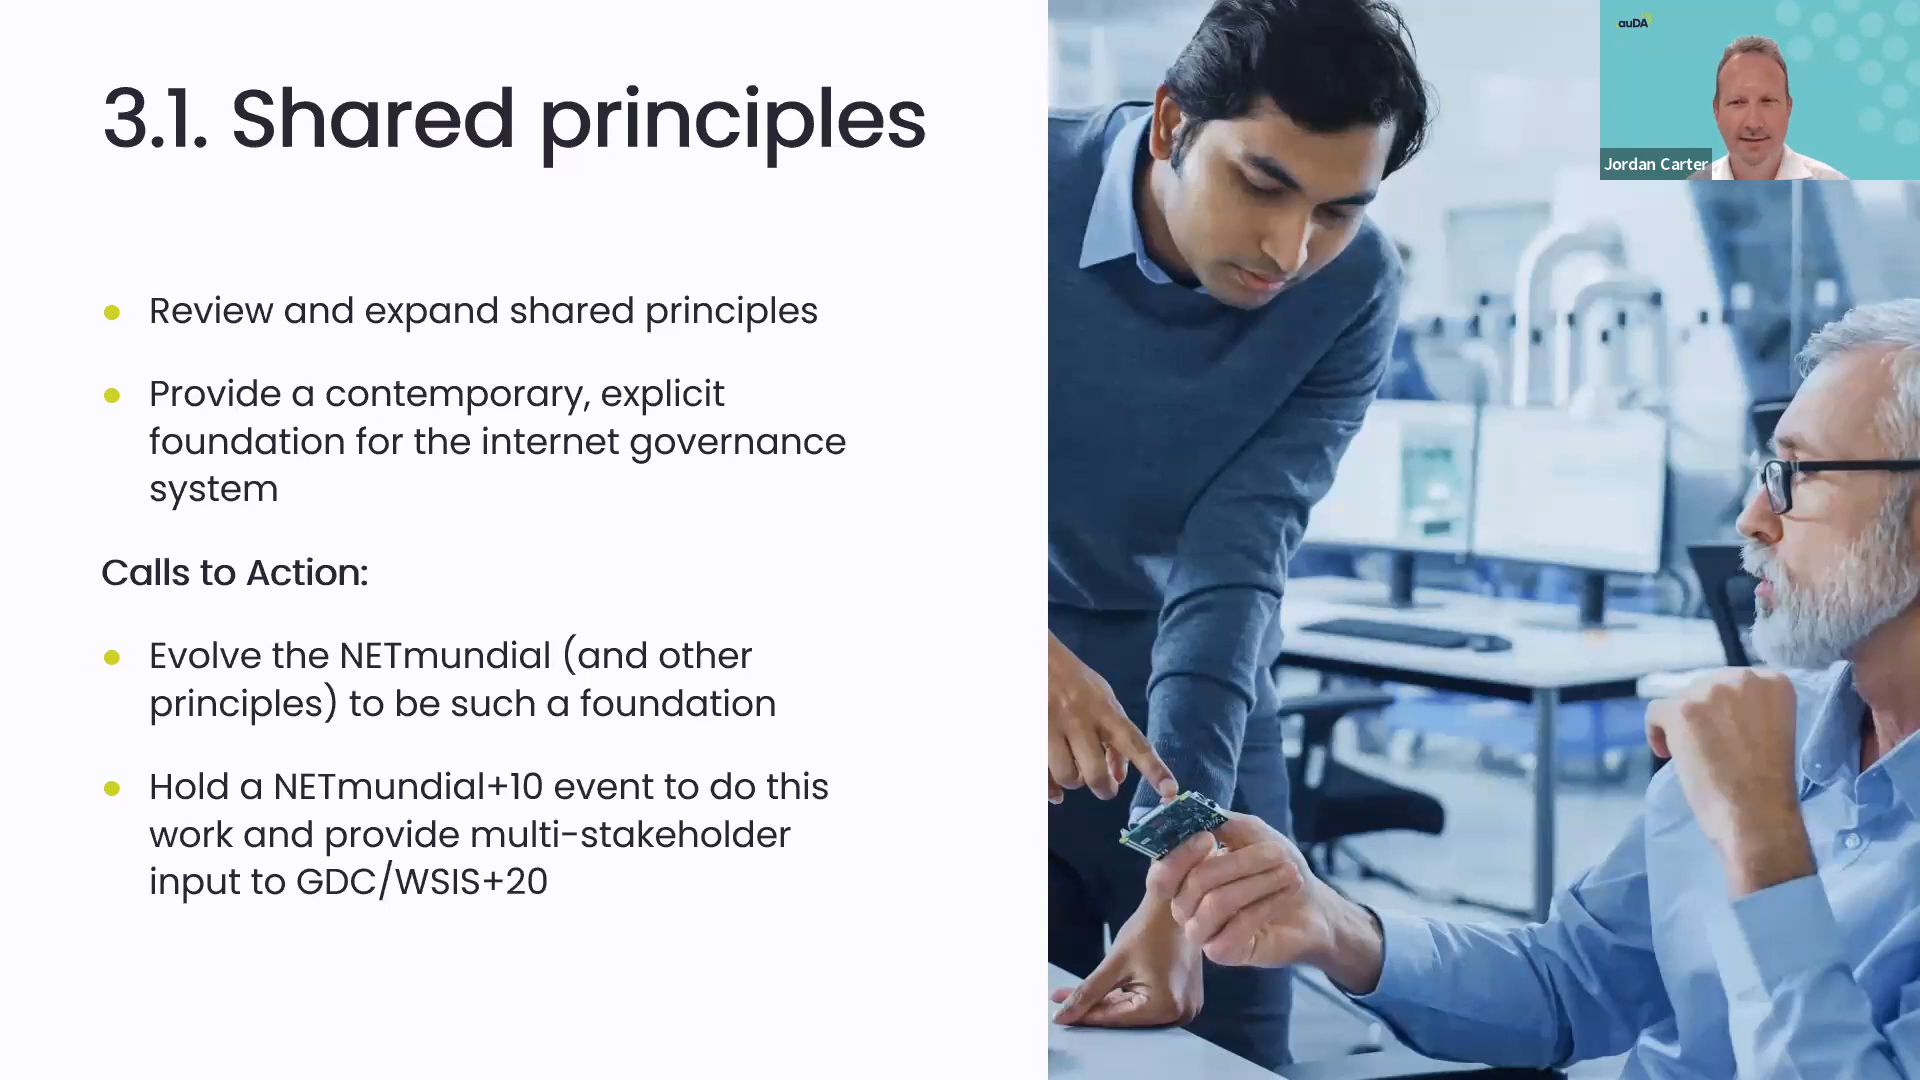 3.1. Shared principles
Review and expand shared principles
Provide a contemporary, explicit
foundation for the internet governance
system
Calls to Action:
Evolve the NETmundial (and other
principles) to be such a foundation
Hold a NETmundial+10 event to do this
work and provide multi-stakeholder
input to GDC/WSIS+20
auDA
Jordan Carter